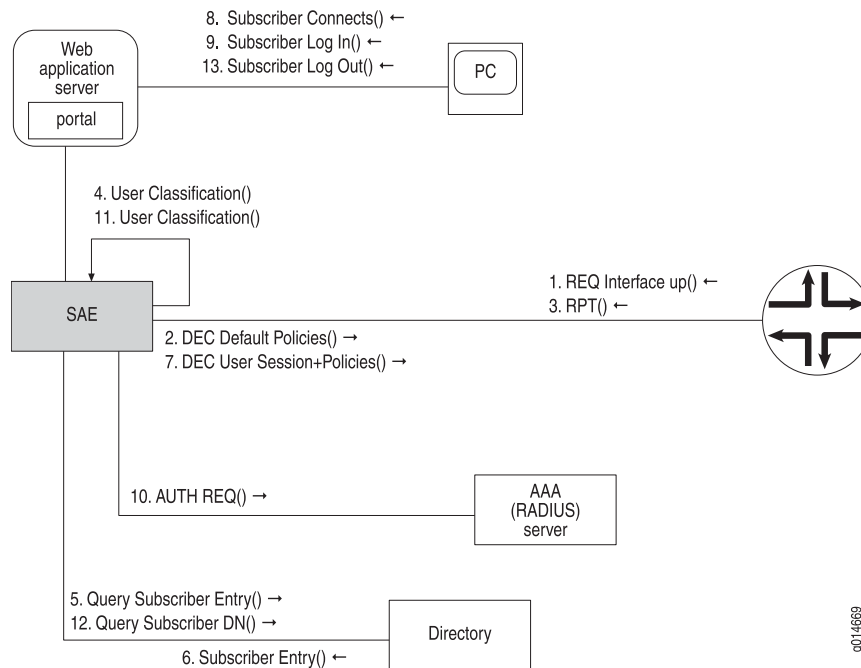 8. Subscriber Connects() ←
9. Subscriber Log In() ←
13. Subscriber Log Out() ←
Web
application
server
portal
PC
4. User Classification()
11. User Classification()
SAE
1. REQ Interface up() ←
3. RPT() ←
2. DEC Default Policies() →
7. DEC User Session+Policies() →
10. AUTH REQ() →
AAA
(RADIUS)
server
5. Query Subscriber Entry() →
12. Query Subscriber DN() →
6. Subscriber Entry() ←
Directory
g014669